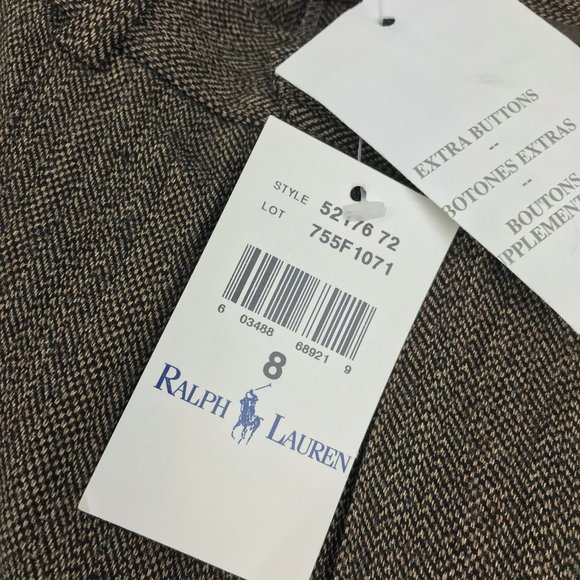 STYLE 52176 72
LOT 755F1071
6 03488 68921 9
8
RALPH LAUREN
EXTRA BUTTONS
--
BOTONES EXTRAS
--
BOUTONS